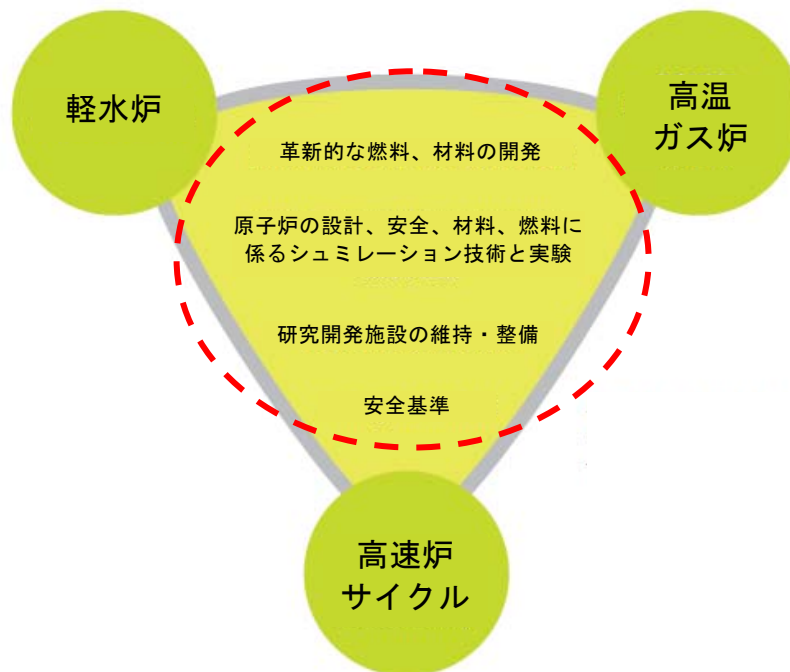 軽水炉
高温
ガス炉
革新的な燃料、材料の開発
原子炉の設計、安全、材料、燃料に
係るシュミレーション技術と実験
研究開発施設の維持・整備
安全基準
高速炉
サイクル